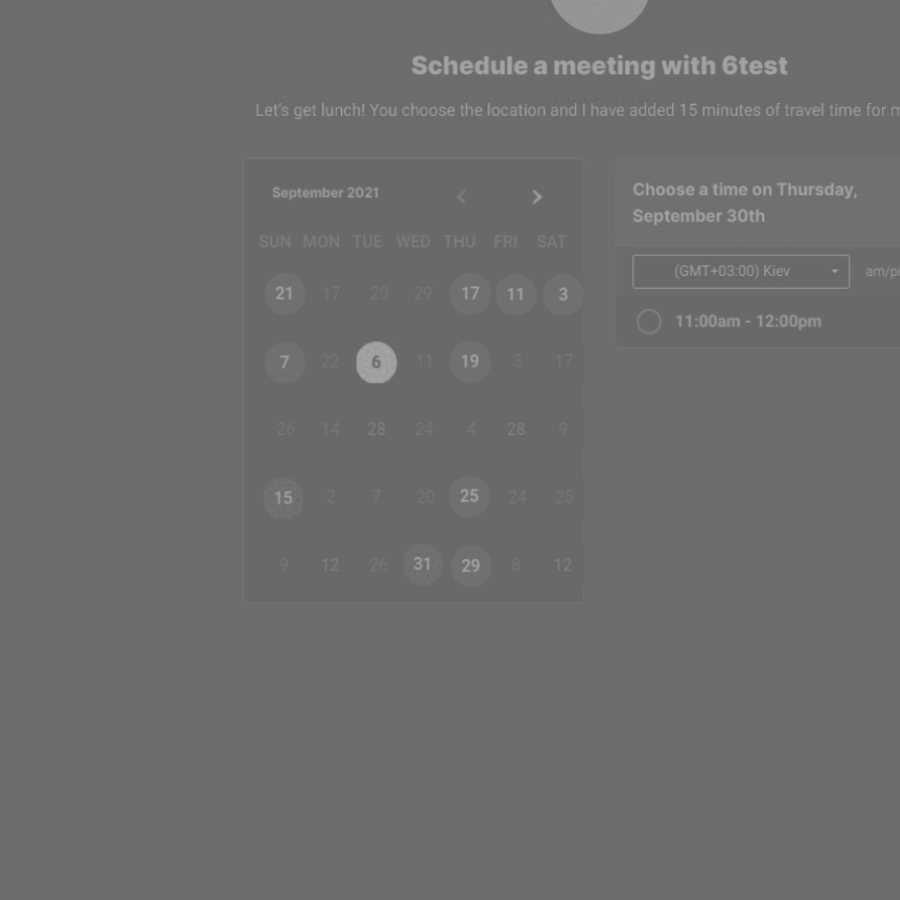 Schedule a meeting with 6test
Let's get lunch! You choose the location and I have added 15 minutes of travel time for
September 2021
SUN MON TUE WED THU FRI SAT
21 17 20 29 17 11 3
7 22 6 11 19 3 17
26 14 28 24 4 28 9
15 2 7 20 25 24 25
9 12 26 31 29 8 12
Choose a time on Thursday,
September 30th
(GMT+03:00) Kiev
am/p
11:00am - 12:00pm